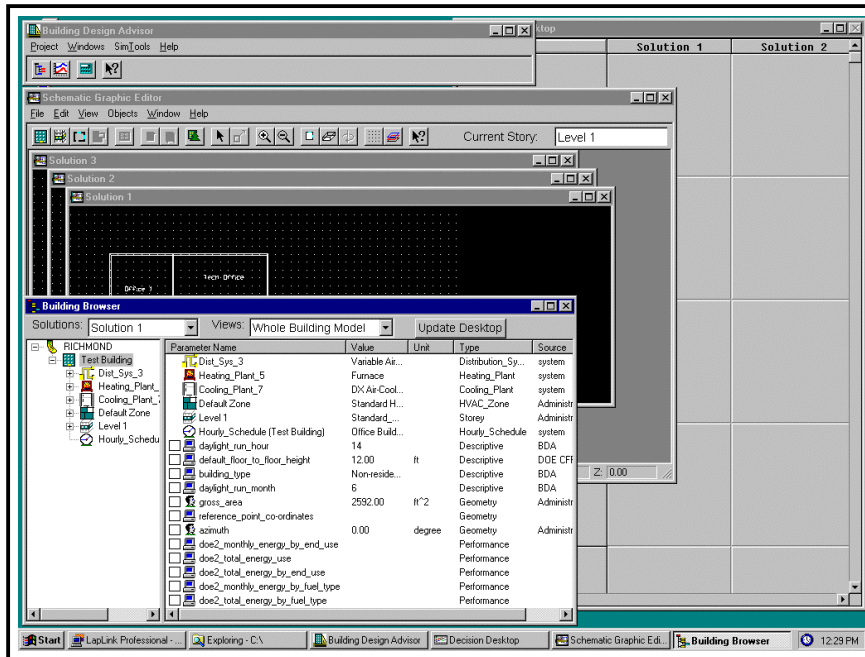 Building Design Advisor
Project Windows SimTools Help
ktop
Solution 1 Solution 2
Schematic Graphic Editor
File Edit View Objects Window Help
Current Story: Level 1
Solution 3
Solution 2
Solution 1
Office 1 Tech-Office
Building Browser
Solutions: Solution 1 Views: Whole Building Model Update Desktop
RICHMOND
Test Building
Dist_Sys_3
Heating_Plant_
Cooling_Plant_7
Default Zone
Level 1
Hourly_Schedu
Parameter Name Value Unit Type Source
Dist_Sys_3 Variable Air... Distribution_Sy... system
Heating_Plant_5 Furnace Heating_Plant system
Cooling_Plant_7 DX Air-Cool... Cooling_Plant system
Default Zone Standard H... HVAC_Zone Administr
Level 1 Standard_... Storey Administr
Hourly_Schedule (Test Building) Office Build... Hourly_Schedule system
daylight_run_hour 14 Descriptive BDA
default_floor_to_floor_height 12.00 ft Descriptive DOE CFF
building_type Non-reside... Descriptive BDA
daylight_run_month 6 Descriptive BDA
gross_area 2592.00 ft^2 Geometry Administr
reference_point_co-ordinates Geometry
azimuth 0.00 degree Geometry Administr
doe2_monthly_energy_by_end_use Performance
doe2_total_energy_use Performance
doe2_total_energy_by_end_use Performance
doe2_monthly_energy_by_fuel_type Performance
doe2_total_energy_by_fuel_type Performance
Z: 0.00
Start LapLink Professional - ... Exploring - C:\ Building Design Advisor Decision Desktop Schematic Graphic Edi... Building Browser 12:29 PM